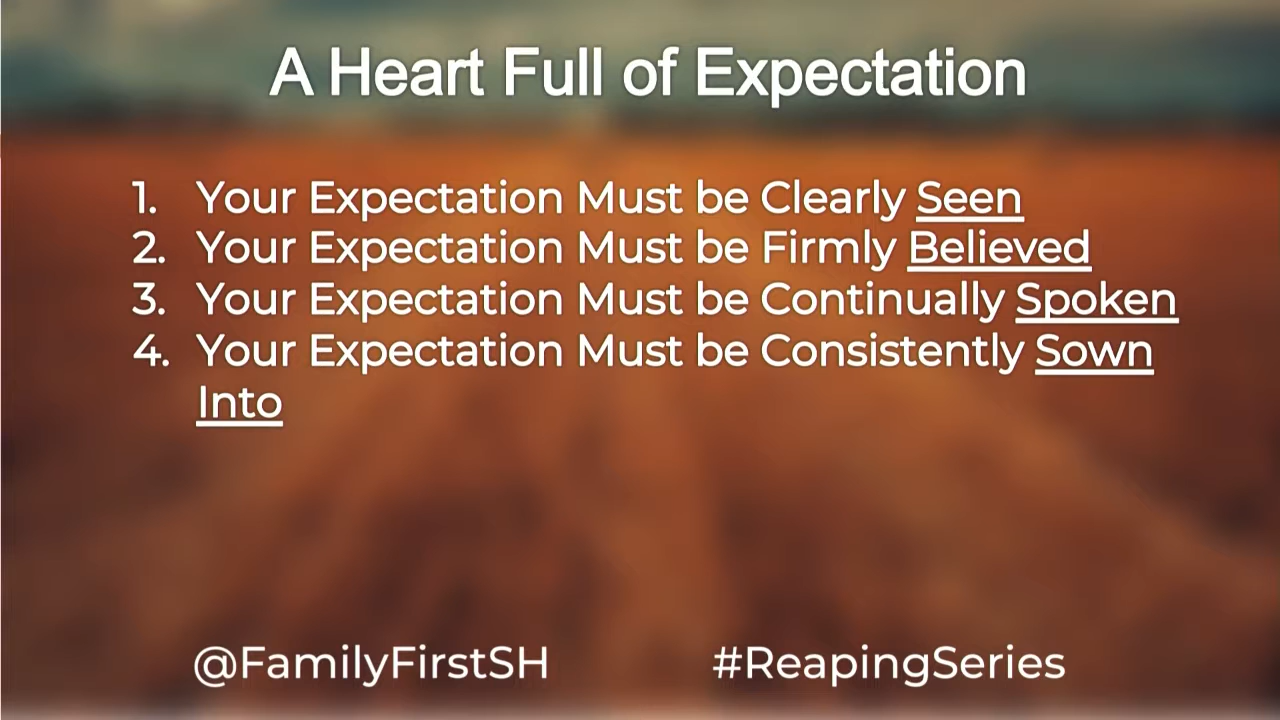 A Heart Full of Expectation
1. Your Expectation Must be Clearly Seen
2. Your Expectation Must be Firmly Believed
3. Your Expectation Must be Continually Spoken
4. Your Expectation Must be Consistently Sown
Into
@FamilyFirstSH #ReapingSeries